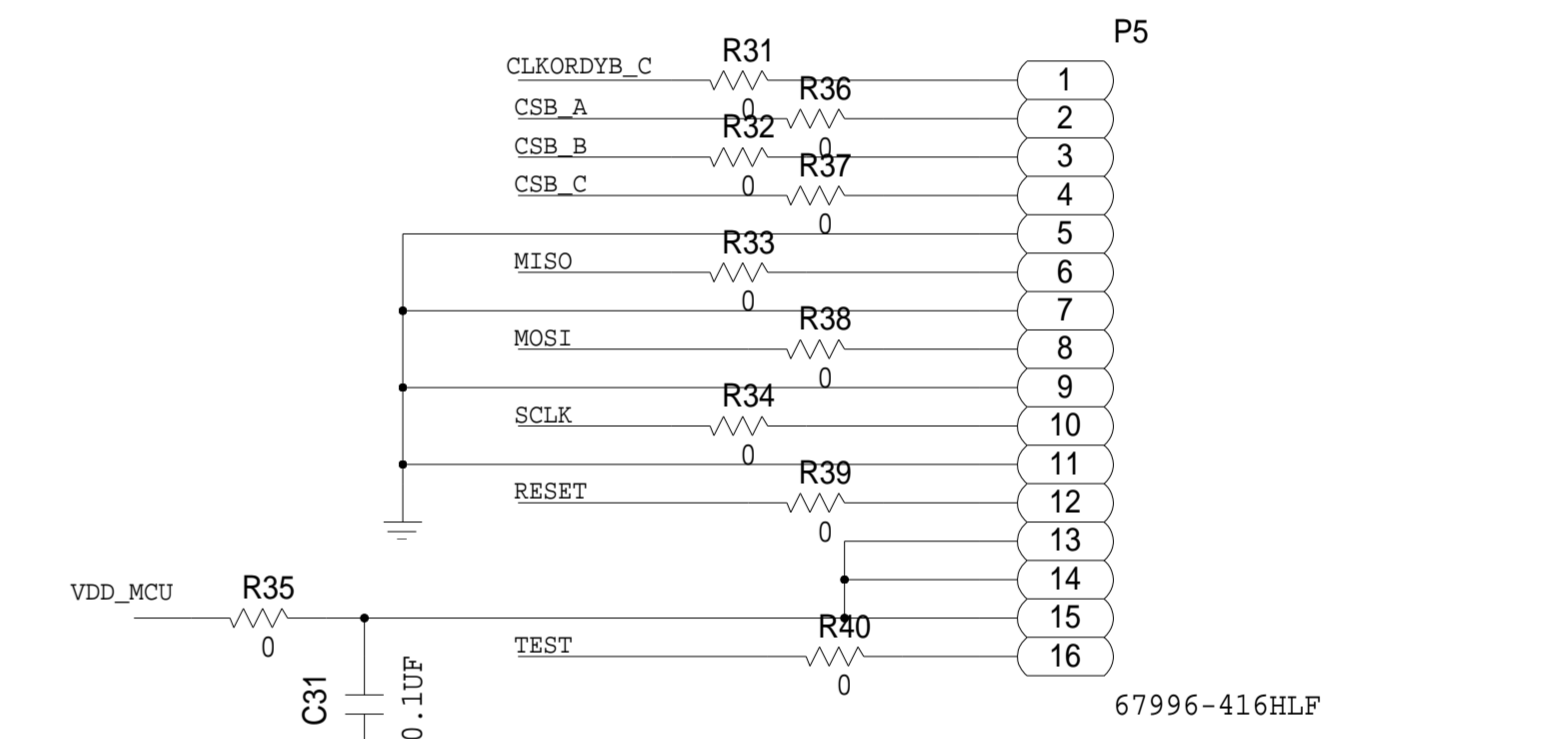 P5
CLKORDYB_C R31 0 1
CSB_A R36 0 2
CSB_B R32 0 3
CSB_C R37 0 4
5
MISO R33 0 6
7
MOSI R38 0 8
9
SCLK R34 0 10
11
RESET R39 0 12
13
14
VDD_MCU R35 0 15
TEST R40 0 16
C31 0.1UF
67996-416HLF